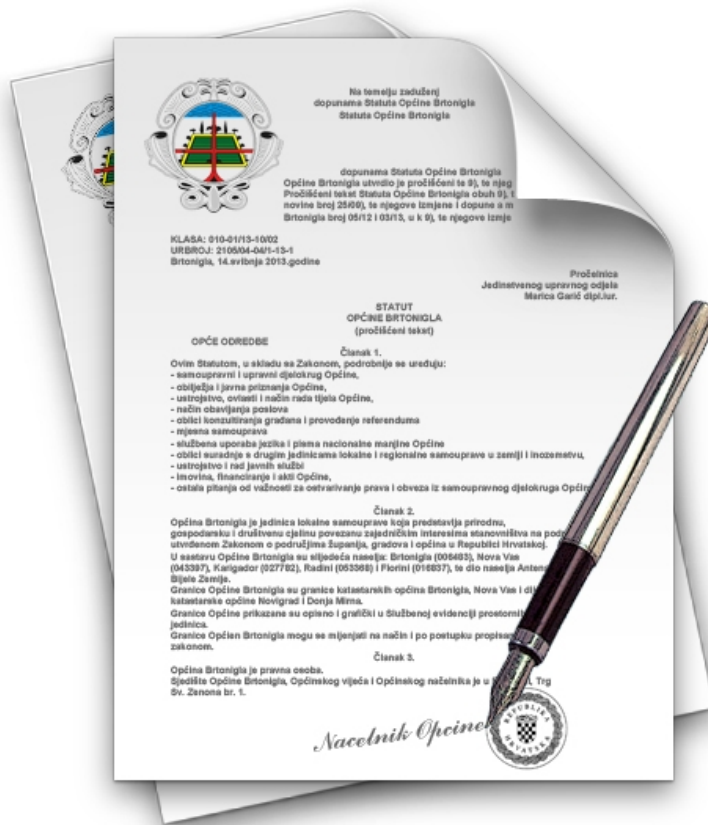 Na temelju zaduženj
dopunama Statuta Općine Brtonigla
Statuta Općine Brtonigla
dopunama Statuta Općine Brtonigla
Općine Brtonigla utvrdio je pročišćeni te 9), te njeg
Pročišćeni tekst Statuta Općine Brtonigla obuh 9), t
novine broj 25/09), te njegove izmjene i dopune a m
Brtonigla broj 05/12 i 03/13, u k 9), te njegove izmje
KLASA: 010-01/13-10/02
URBROJ: 2105/04-04/1-13-1
Brtonigla, 14.svibnja 2013.godine
Pročelnica
Jedinstvenog upravnog odjela
Marica Garić dipl.iur.
STATUT
OPĆINE BRTONIGLA
(pročišćeni tekst)
OPĆE ODREDBE
Članak 1.
Ovim Statutom, u skladu sa Zakonom, podrobnije se uređuju:
- samoupravni i upravni djelokrug Općine,
- obilježja i javna priznanja Općine,
- ustrojstvo, ovlasti i način rada tijela Općine,
- način obavljanja poslova
- oblici konzultiranja građana i provođenje referenduma
- mjesna samouprava
- službena uporaba jezika i pisma nacionalne manjine Općine
- oblici suradnje s drugim jedinicama lokalne i regionalne samouprave u zemlji i inozemstvu,
- ustrojstvo i rad javnih službi
- imovina, financiranje i akti Općine,
- ostala pitanja od važnosti za ostvarivanje prava i obveza iz samoupravnog djelokruga Općin
Članak 2.
Općina Brtonigla je jedinica lokalne samouprave koja predstavlja prirodnu,
gospodarsku i društvenu cjelinu povezanu zajedničkim interesima stanovništva na pod
utvrđenom Zakonom o područjima županija, gradova i općina u Republici Hrvatskoj.
U sastavu Općine Brtonigla su slijedeća naselja: Brtonigla (006483), Nova Vas
(043397), Karigador (027782), Radini (053368) i Fiorini (016837), te dio naselja Antena
Bijele Zemlje.
Granice Općine Brtonigla su granice katastarskih općina Brtonigla, Nova Vas i di
katastarske općine Novigrad i Donja Mirna.
Granice Općine prikazane su opisno i grafički u Službenoj evidenciji prostornih
jedinica.
Granice Općien Brtonigla mogu se mijenjati na način i po postupku propisa
zakonom.
Članak 3.
Općina Brtonigla je pravna osoba.
Sjedište Općine Brtonigla, Općinskog vijeća i Općinskog načelnika je u Trg
Sv. Zenona br. 1.
Nacelnik Opcine
REPUBLIKA
HRVATSKA